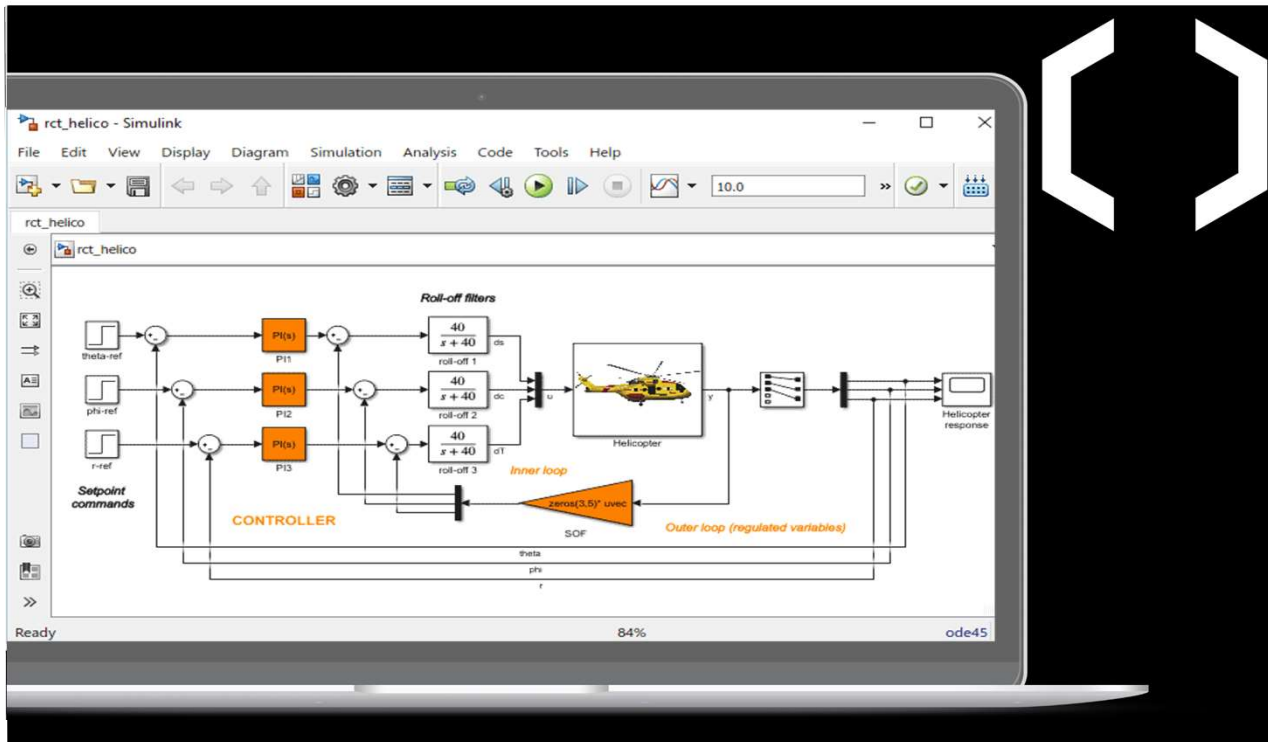 rct_helico - Simulink
File Edit View Display Diagram Simulation Analysis Code Tools Help
10.0
rct_helico
rct_helico
Roll-off filters
theta-ref
PI(s)
PI1
40
s + 40
roll-off 1
ds
phi-ref
PI(s)
PI2
40
s + 40
roll-off 2
dc
u
Helicopter
y
Helicopter
response
r-ref
PI(s)
PI3
40
s + 40
roll-off 3
dT
Setpoint
commands
CONTROLLER
Inner loop
zeros(3,5)* uvec
SOF
Outer loop (regulated variables)
theta
phi
r
Ready 84% ode45